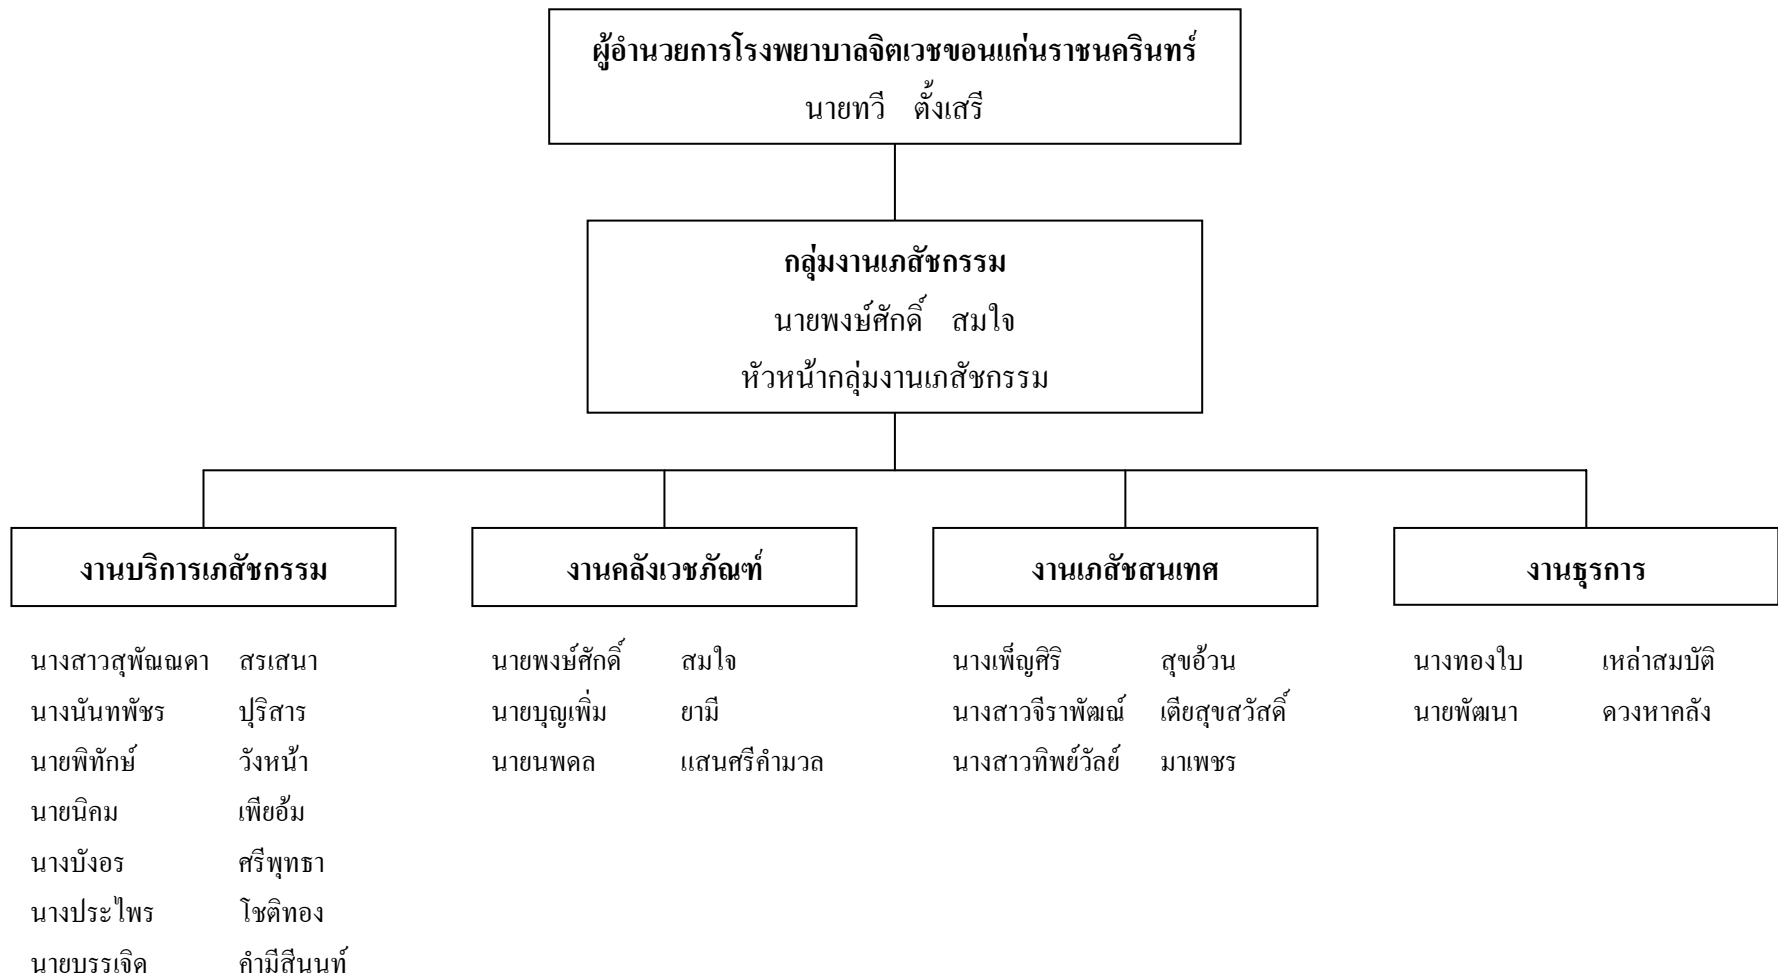 ผู้อำนวยการโรงพยาบาลจิตเวชขอนแก่นราชนครินทร์
นายทวี ตั้งเสรี
กลุ่มงานเภสัชกรรม
นายพงษ์ศักดิ์ สมใจ
หัวหน้ากลุ่มงานเภสัชกรรม
งานบริการเภสัชกรรม
นางสาวสุพัณณดา สรเสนา
นางนันทพัชร ปุริสาร
นายพิทักษ์ วังหน้า
นายนิคม เพียอ้ม
นางบังอร ศรีพุทธา
นางประไพร โชติทอง
นายบรรเจิด คำมีสีนนท์
งานคลังเวชภัณฑ์
นายพงษ์ศักดิ์ สมใจ
นายบุญเพิ่ม ยามี
นายนพดล แสนศรีคำมวล
งานเภสัชสนเทศ
นางเพ็ญศิริ สุขอ้วน
นางสาวจีราพัฒณ์ เตียสุขสวัสดิ์
นางสาวทิพย์วัลย์ มาเพชร
งานธุรการ
นางทองใบ เหล่าสมบัติ
นายพัฒนา ดวงหาคลัง